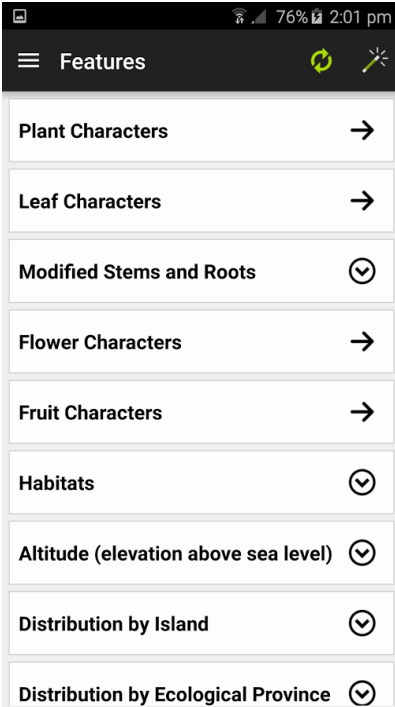 76% 2:01 pm
Features
Plant Characters
Leaf Characters
Modified Stems and Roots
Flower Characters
Fruit Characters
Habitats
Altitude (elevation above sea level)
Distribution by Island
Distribution by Ecological Province